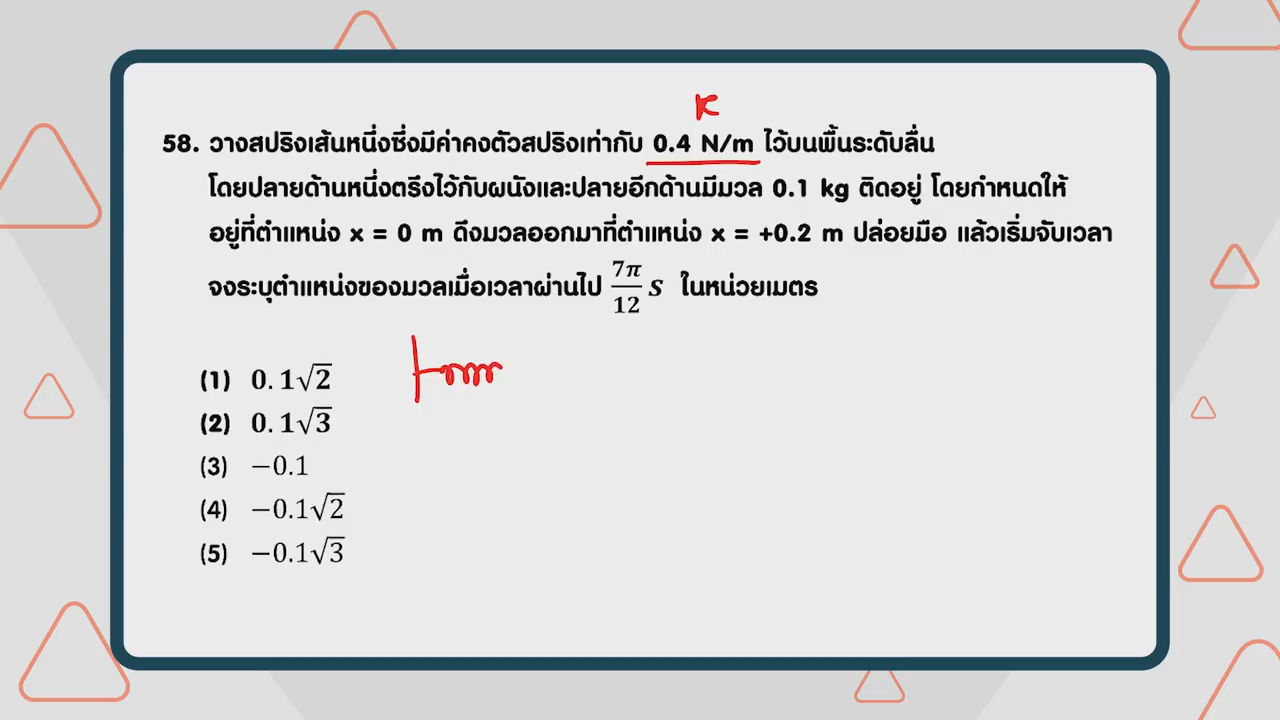 K
58. วางสปริงเส้นหนึ่งซึ่งมีค่าคงตัวสปริงเท่ากับ 0.4 N/m ไว้บนพื้นระดับลื่น
โดยปลายด้านหนึ่งตรึงไว้กับผนังและปลายอีกด้านมีมวล 0.1 kg ติดอยู่ โดยกำหนดให้
อยู่ที่ตำแหน่ง x = 0 m ดึงมวลออกมาที่ตำแหน่ง x = +0.2 m ปล่อยมือ แล้วเริ่มจับเวลา
จงระบุตำแหน่งของมวลเมื่อเวลาผ่านไป 7π/12 s ในหน่วยเมตร
(1) 0.1√2
(2) 0.1√3
(3) −0.1
(4) −0.1√2
(5) −0.1√3